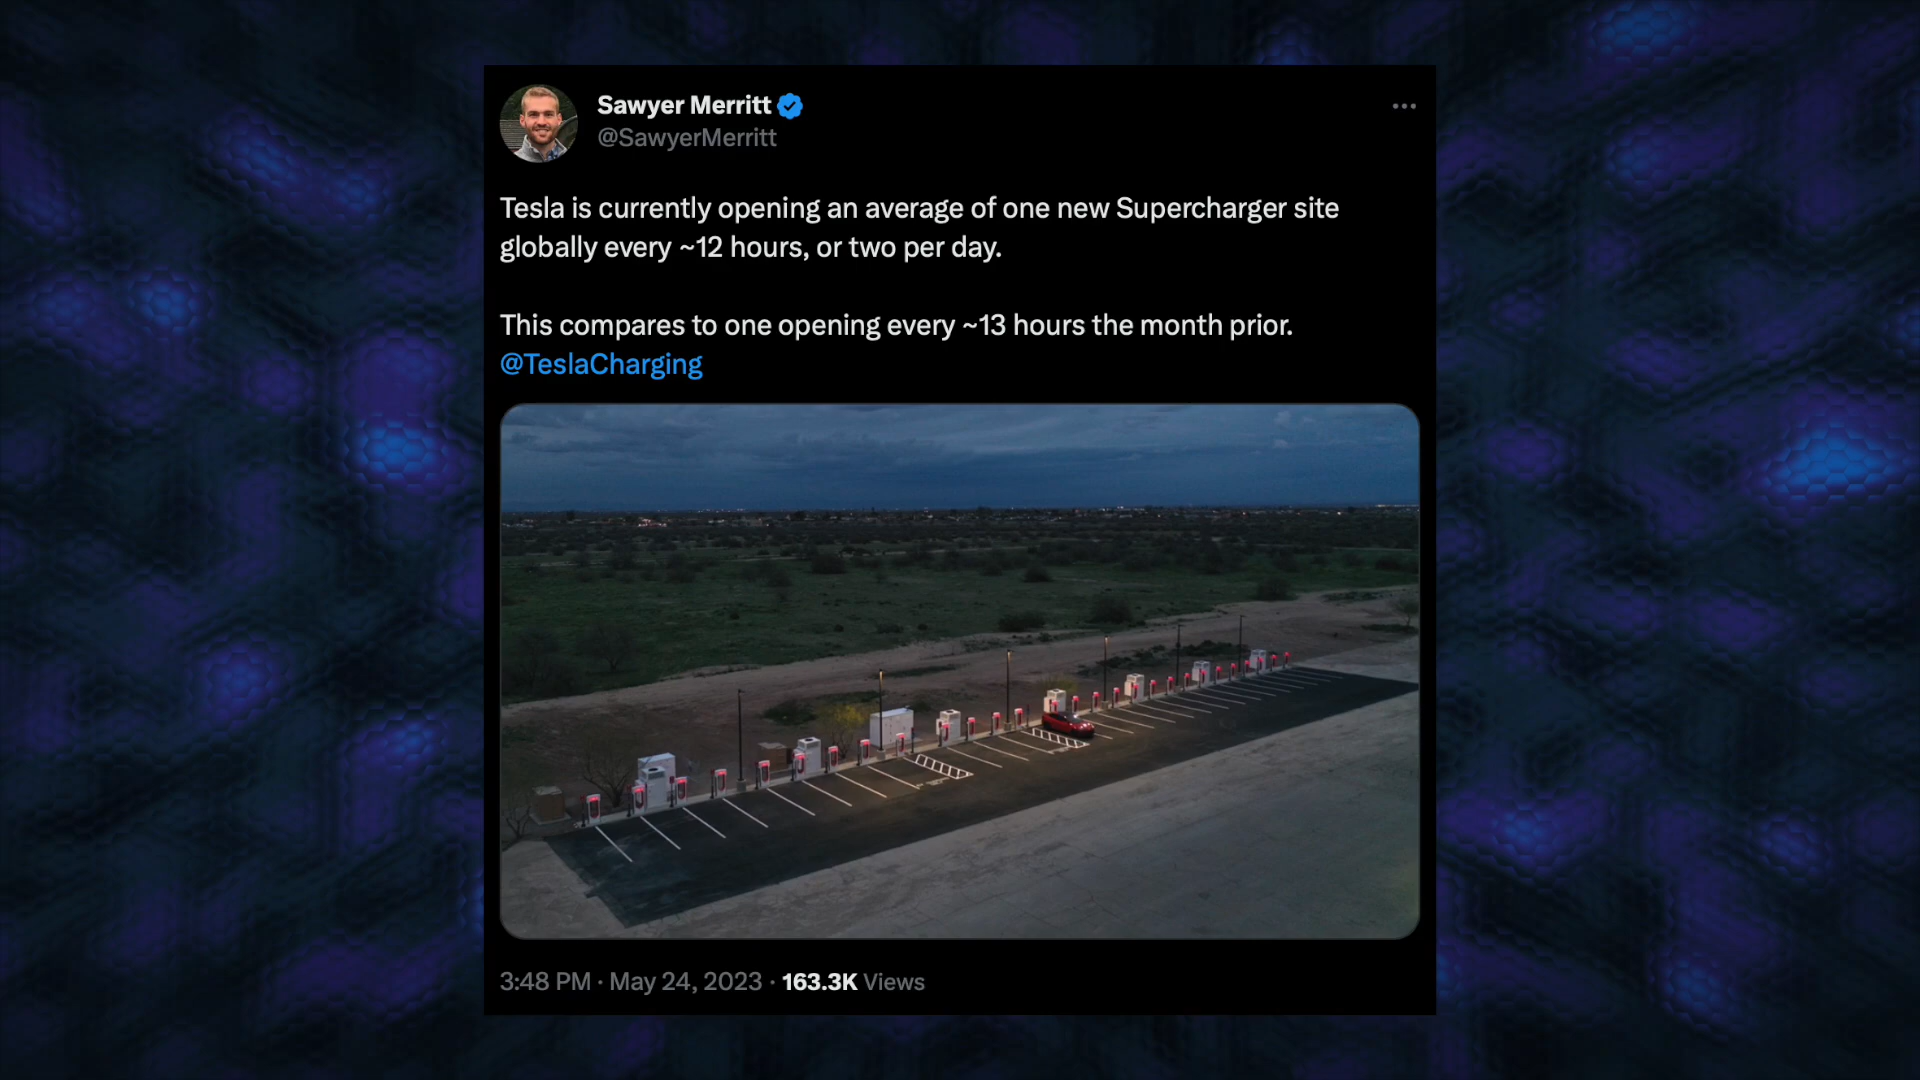 Sawyer Merritt
@SawyerMerritt
Tesla is currently opening an average of one new Supercharger site
globally every ~12 hours, or two per day.
This compares to one opening every ~13 hours the month prior.
@TeslaCharging
3:48 PM · May 24, 2023 · 163.3K Views